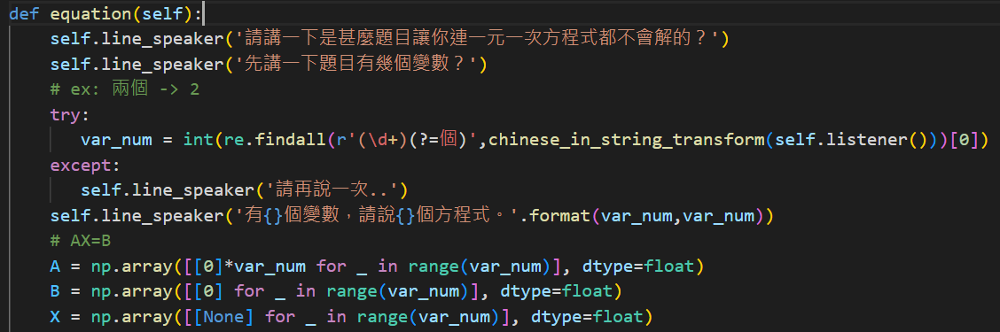 def equation(self):
    self.line_speaker('請講一下是甚麼題目讓你連一元一次方程式都不會解的？')
    self.line_speaker('先講一下題目有幾個變數？')
    # ex: 兩個 -> 2
    try:
       var_num = int(re.findall(r'(\d+)(?=個)',chinese_in_string_transform(self.listener()))[0])
    except:
       self.line_speaker('請再說一次..')
    self.line_speaker('有{}個變數，請說{}個方程式。'.format(var_num,var_num))
    # AX=B
    A = np.array([[0]*var_num for _ in range(var_num)], dtype=float)
    B = np.array([[0] for _ in range(var_num)], dtype=float)
    X = np.array([[None] for _ in range(var_num)], dtype=float)